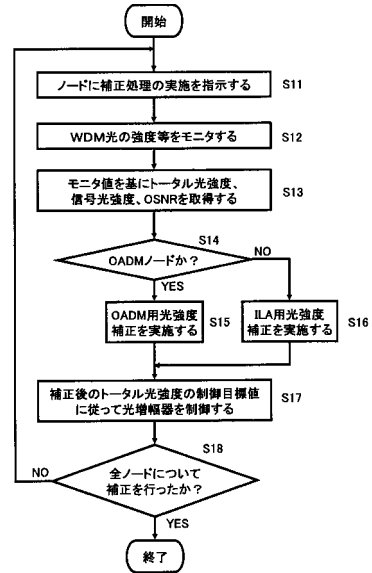 開始
ノードに補正処理の実施を指示する
S11
WDM光の強度等をモニタする
S12
モニタ値を基にトータル光強度、
信号光強度、OSNRを取得する
S13
S14
OADMノードか？
NO
YES
OADM用光強度
補正を実施する
S15
ILA用光強度
補正を実施する
S16
補正後のトータル光強度の制御目標値
に従って光増幅器を制御する
S17
S18
全ノードについて
補正を行ったか？
NO
YES
終了